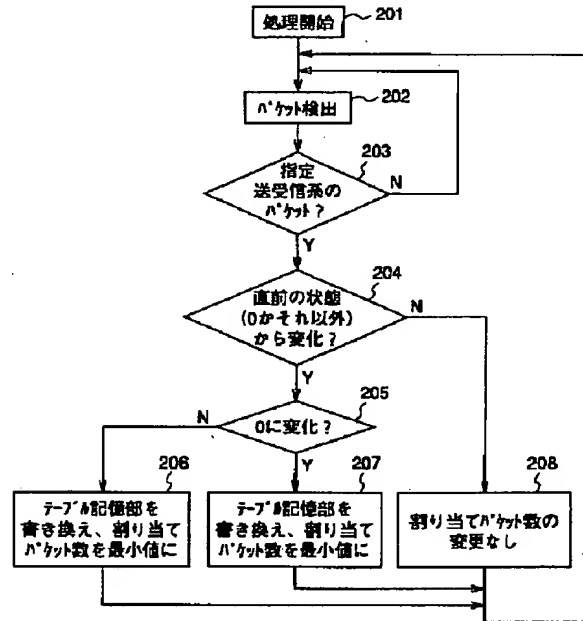 処理開始
201
パケット検出
202
指定
送受信系の
パケット？
203
N
Y
直前の状態
(0かそれ以外)
から変化？
204
N
Y
0に変化？
205
N
Y
206
テーブル記憶部を
書き換え、割り当て
パケット数を最小値に
207
テーブル記憶部を
書き換え、割り当て
パケット数を最小値に
208
割り当てパケット数の
変更なし